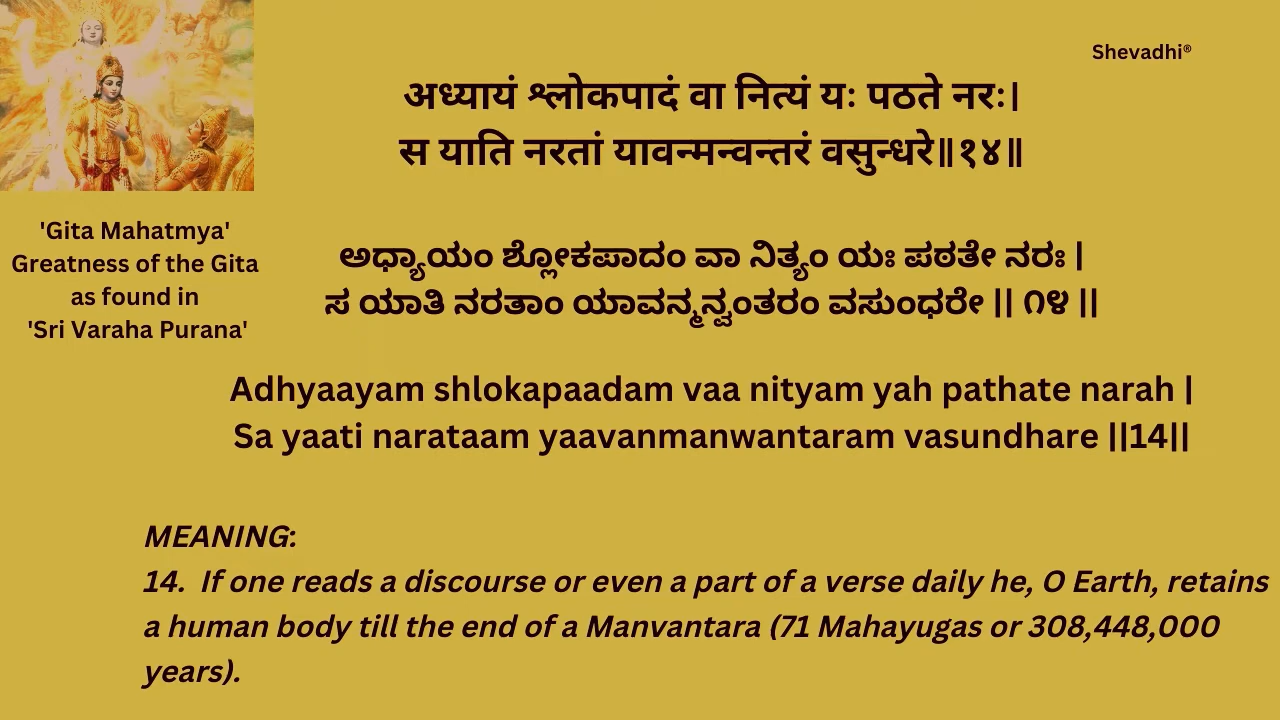 Shevadhi®
अध्यायं श्लोकपादं वा नित्यं यः पठते नरः।
स याति नरतां यावन्मन्वन्तरं वसुन्धरे॥१४॥
'Gita Mahatmya'
Greatness of the Gita
as found in
'Sri Varaha Purana'
ಅಧ್ಯಾಯಂ ಶ್ಲೋಕಪಾದಂ ವಾ ನಿತ್ಯಂ ಯಃ ಪಠತೇ ನರಃ |
ಸ ಯಾತಿ ನರತಾಂ ಯಾವನ್ಮನ್ವಂತರಂ ವಸುಂಧರೇ || ೧೪ ||
Adhyaayam shlokapaadam vaa nityam yah pathate narah |
Sa yaati narataam yaavanmanwantaram vasundhare ||14||
MEANING:
14.  If one reads a discourse or even a part of a verse daily he, O Earth, retains
a human body till the end of a Manvantara (71 Mahayugas or 308,448,000
years).